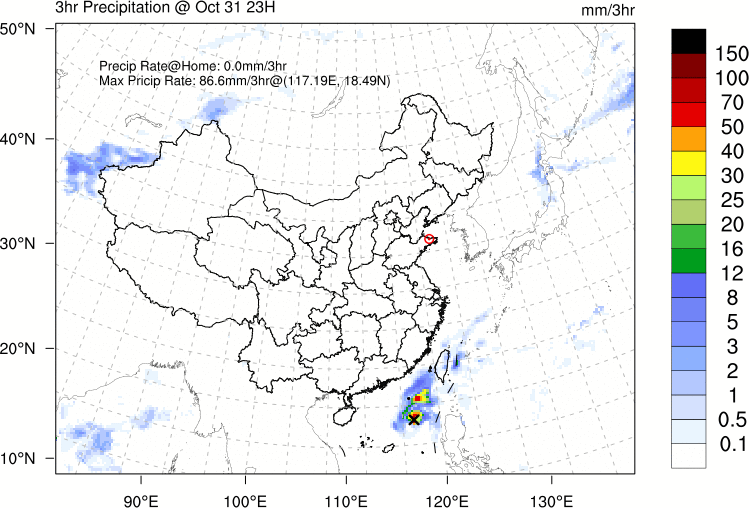 3hr Precipitation @ Oct 31 23H
mm/3hr
Precip Rate@Home: 0.0mm/3hr
Max Pricip Rate: 86.6mm/3hr@(117.19E, 18.49N)
50°N
40°N
30°N
20°N
10°N
90°E
100°E
110°E
120°E
130°E
150
100
70
50
40
30
25
20
16
12
8
5
3
2
1
0.5
0.1